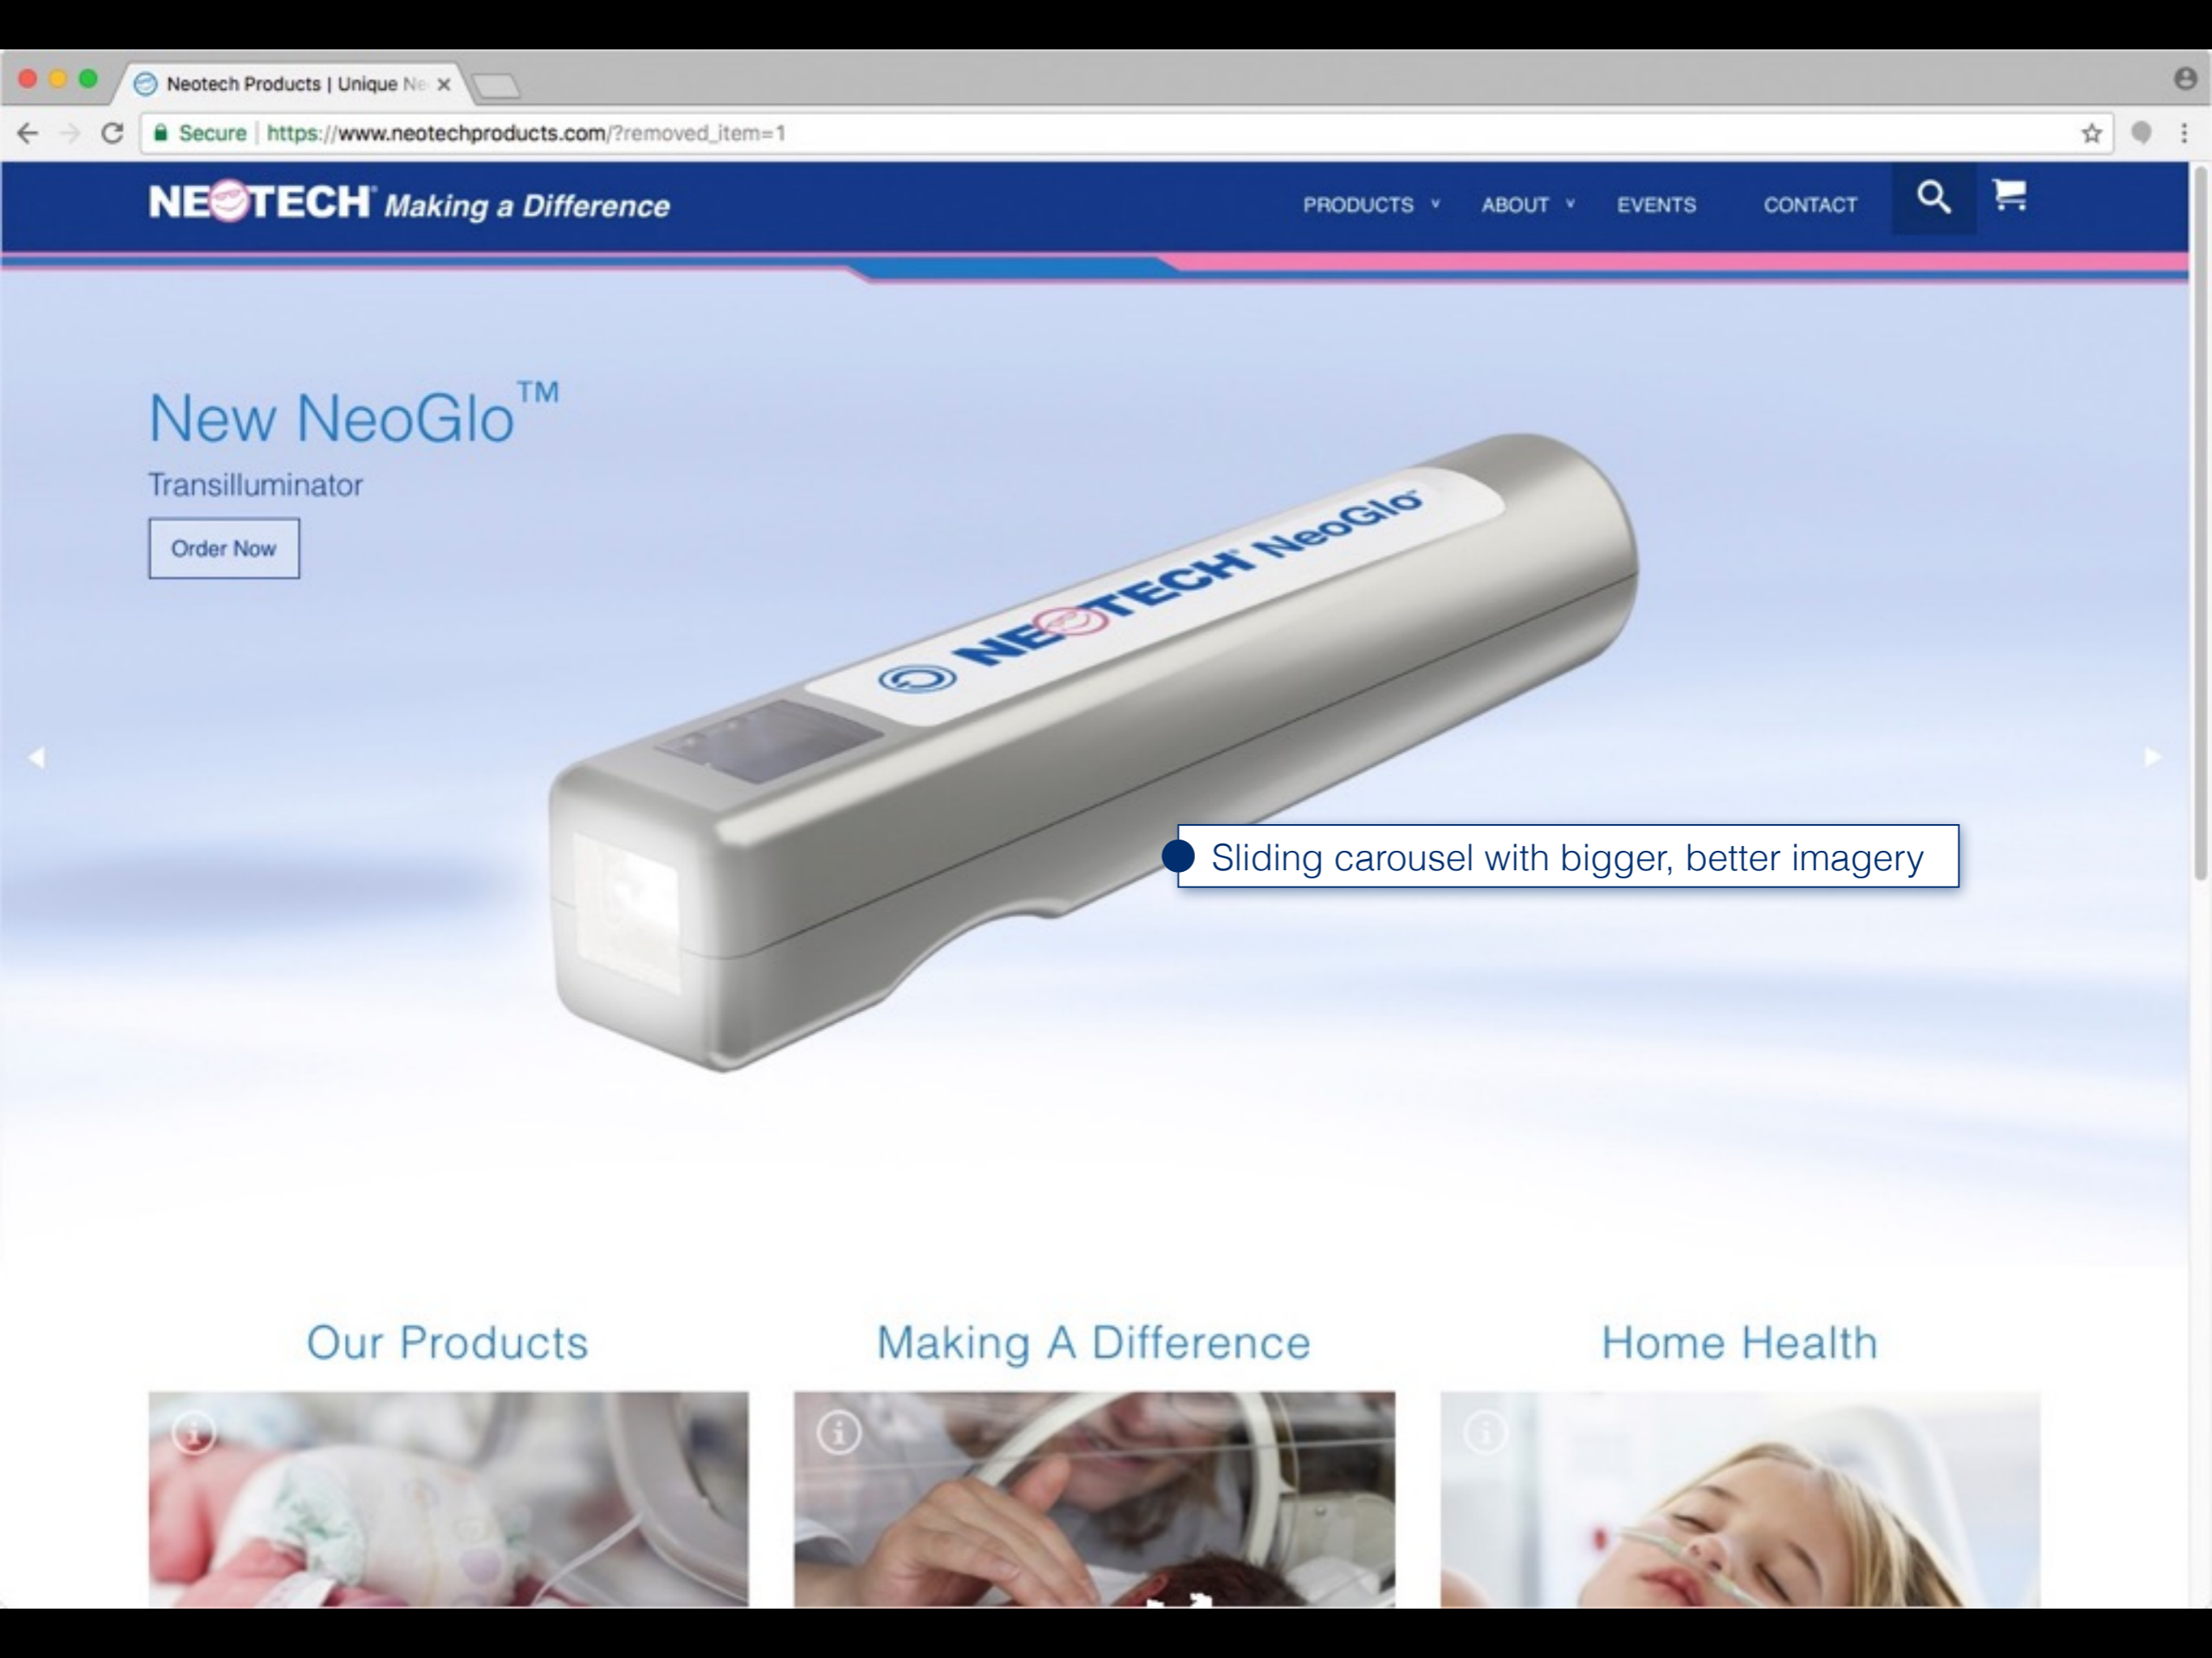 Neotech Products | Unique Ne
Secure | https://www.neotechproducts.com/?removed_item=1
NEOTECH® Making a Difference
PRODUCTS ABOUT EVENTS CONTACT
New NeoGlo™
Transilluminator
Order Now
NEOTECH® NeoGlo™
Sliding carousel with bigger, better imagery
Our Products Making A Difference Home Health